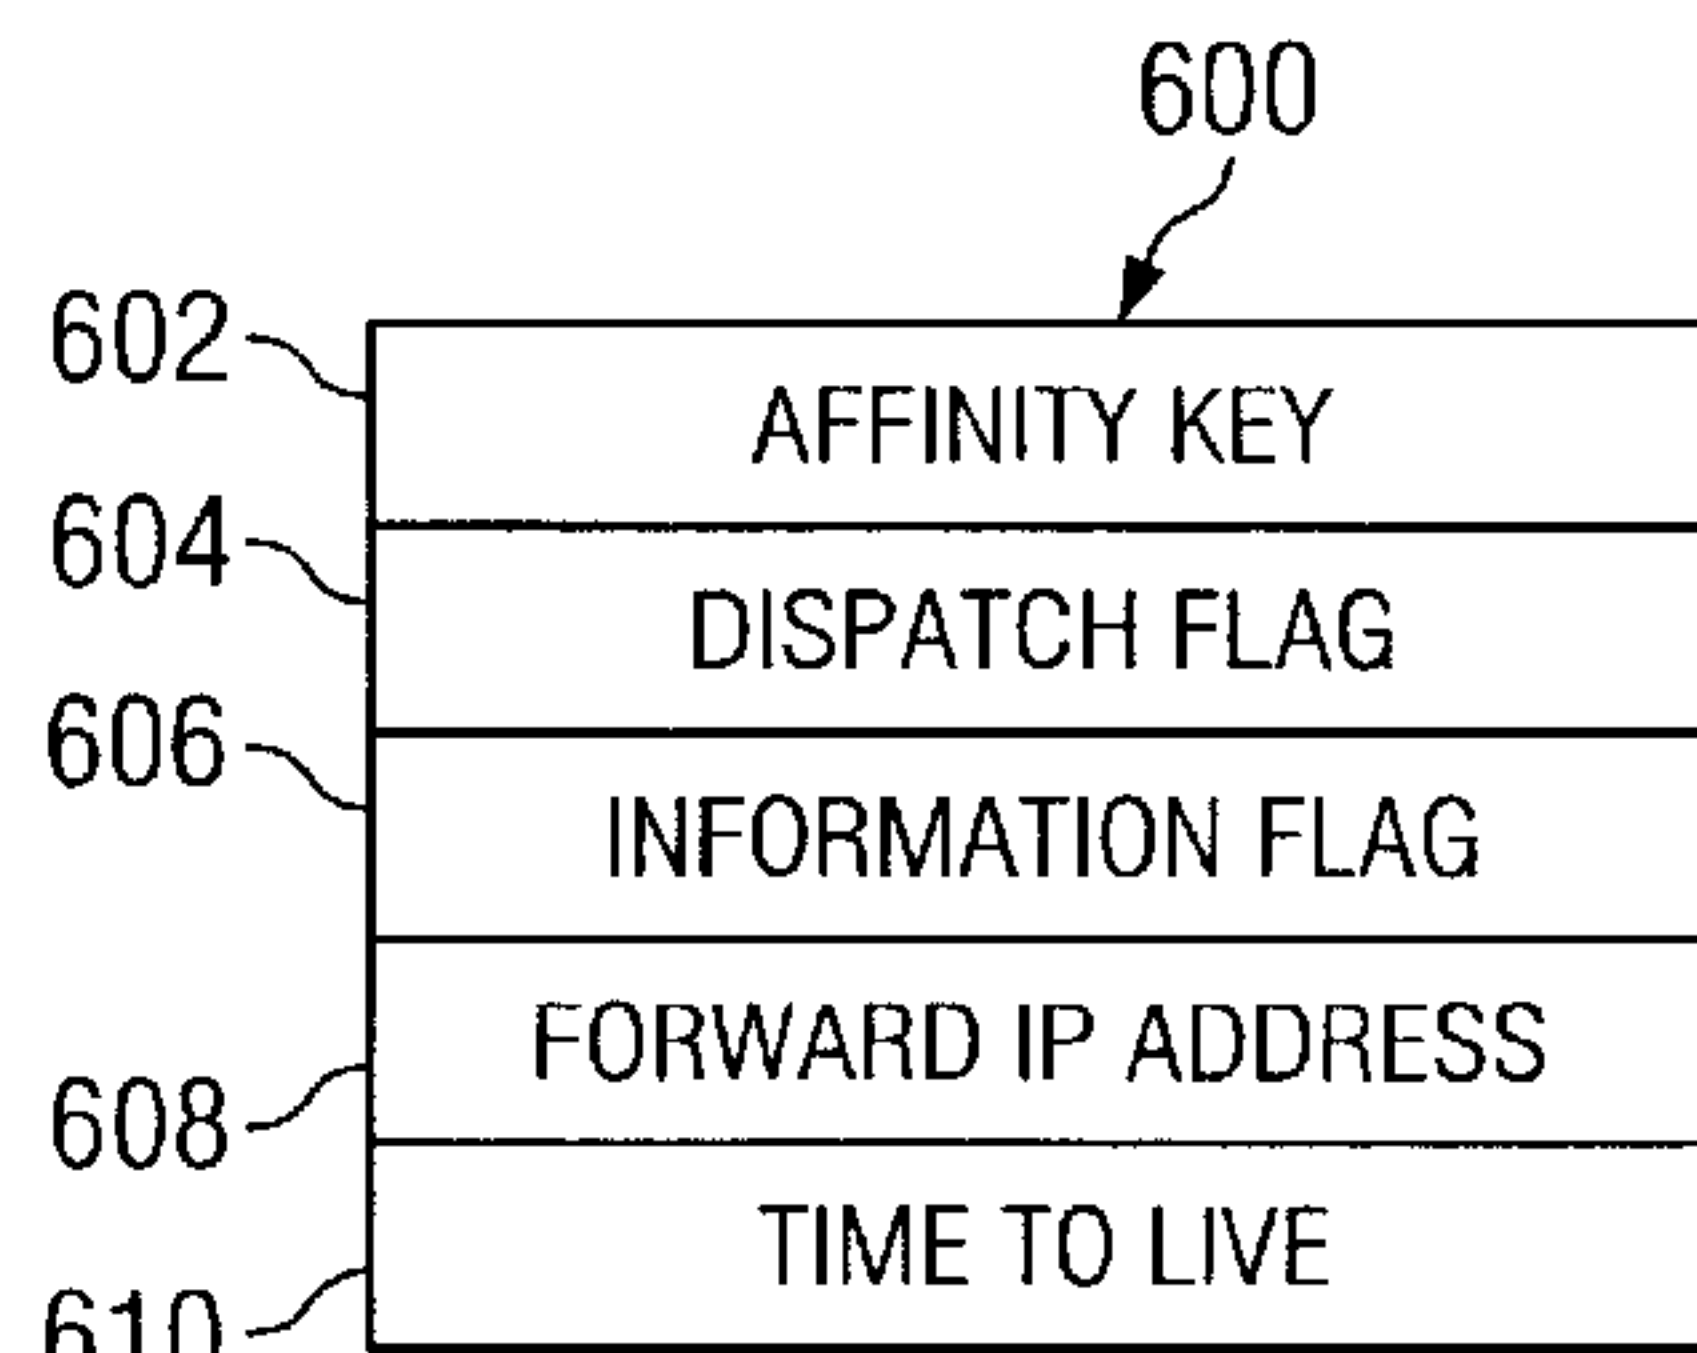 600
602 AFFINITY KEY
604 DISPATCH FLAG
606 INFORMATION FLAG
608 FORWARD IP ADDRESS
610 TIME TO LIVE